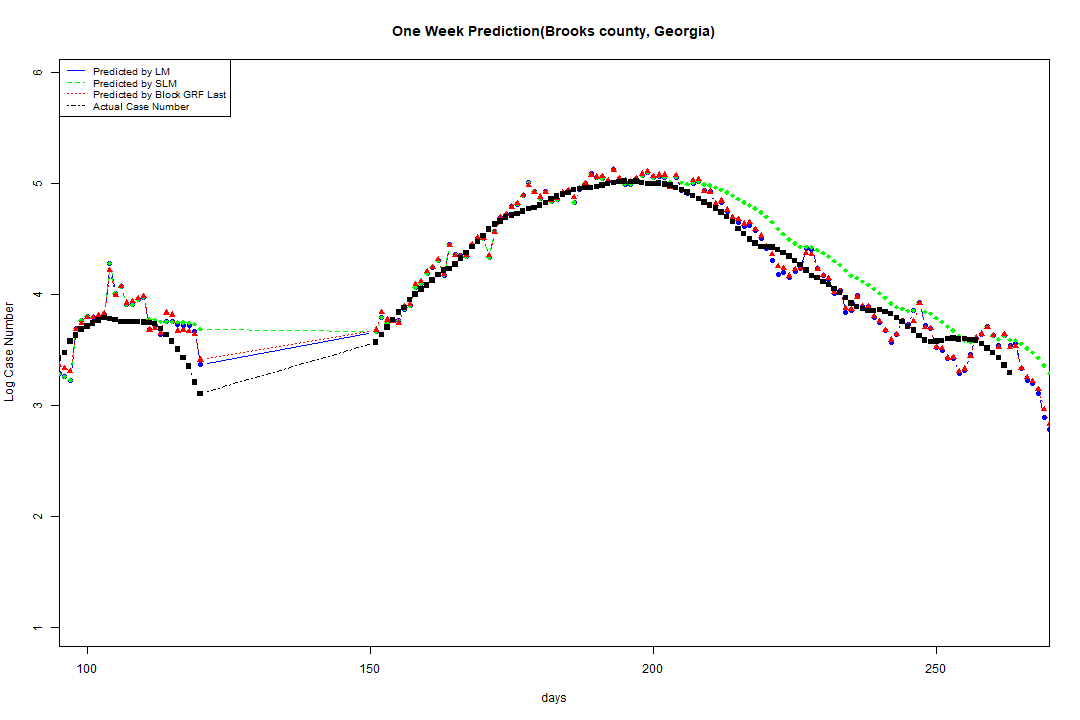 One Week Prediction(Brooks county, Georgia)
Predicted by LM
Predicted by SLM
Predicted by Block GRF Last
Actual Case Number
6
5
4
3
2
1
Log Case Number
100 150 200 250
days